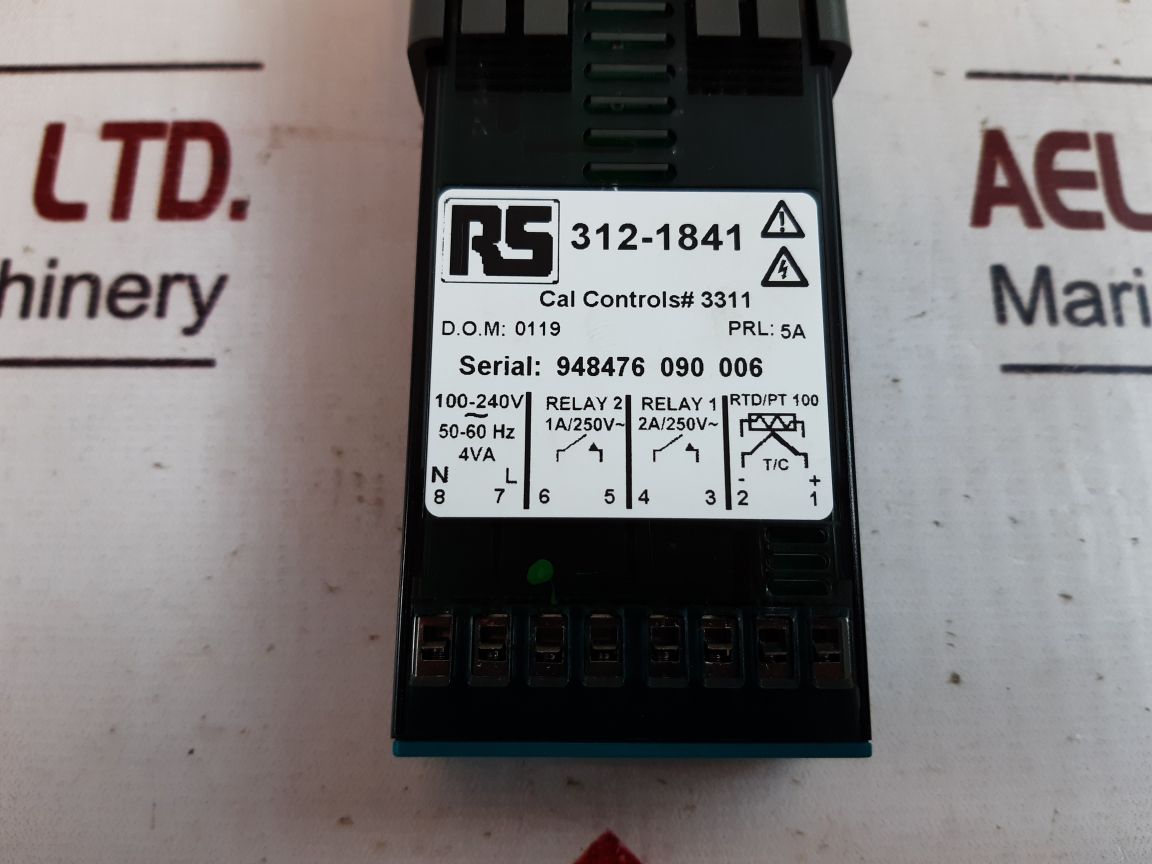 LTD.
hinery
AEL
Mari
RS 312-1841
Cal Controls# 3311
D.O.M: 0119 PRL: 5A
Serial: 948476 090 006
100-240V RELAY 2 RELAY 1 RTD/PT 100
50-60 Hz 1A/250V~ 2A/250V~
4VA T/C
N L - +
8 7 6 5 4 3 2 1